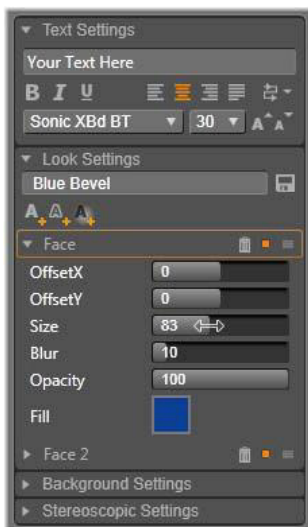 Text Settings
Your Text Here
B I U
Sonic XBd BT 30 A A
Look Settings
Blue Bevel
A A A
Face
OffsetX 0
OffsetY 0
Size 83
Blur 10
Opacity 100
Fill
Face 2
Background Settings
Stereoscopic Settings